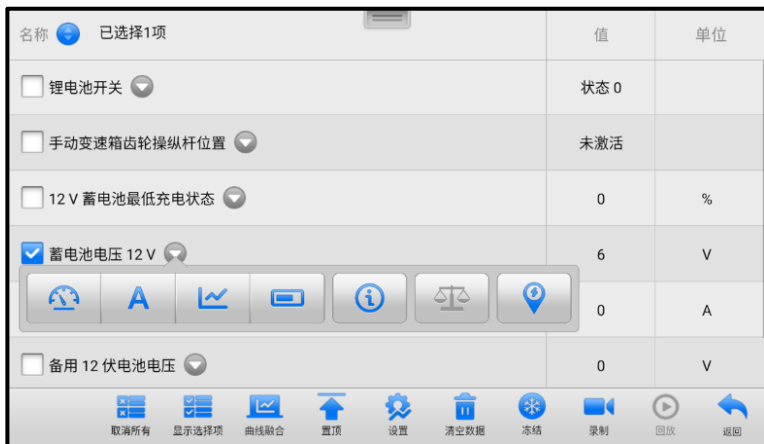 名称 已选择1项 值 单位
锂电池开关 状态 0
手动变速箱齿轮操纵杆位置 未激活
12 V 蓄电池最低充电状态 0 %
蓄电池电压 12 V 6 V
A 0 A
备用 12 伏电池电压 0 V
取消所有 显示选择项 曲线融合 置顶 设置 清空数据 冻结 录制 回放 返回